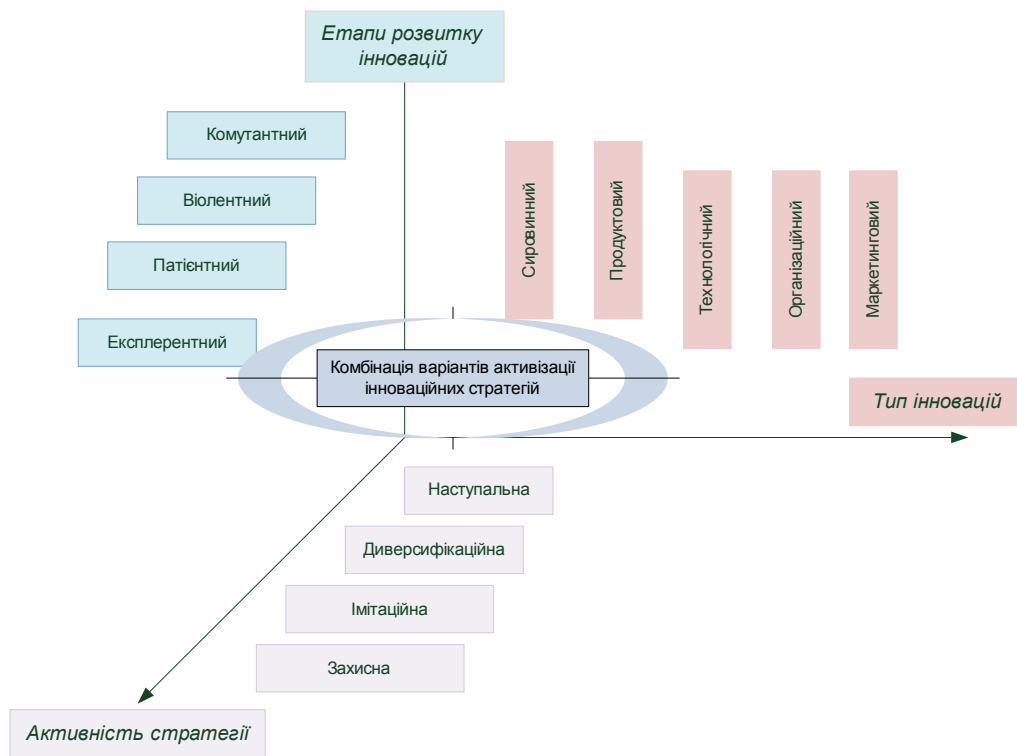 Етапи розвитку
інновацій
Комутантний
Віолентний
Патієнтний
Експлерентний
Сировинний
Продуктовий
Технологічний
Організаційний
Маркетинговий
Комбінація варіантів активизації
інноваційних стратегій
Тип інновацій
Наступальна
Диверсифікаційна
Імітаційна
Захисна
Активність стратегії